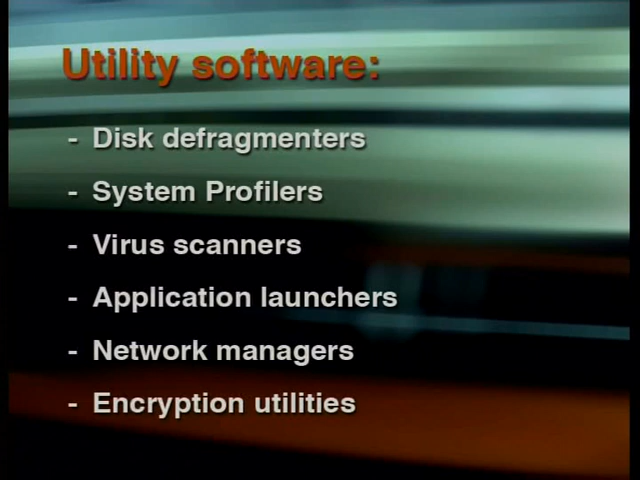 Utility software:
- Disk defragmenters
- System Profilers
- Virus scanners
- Application launchers
- Network managers
- Encryption utilities